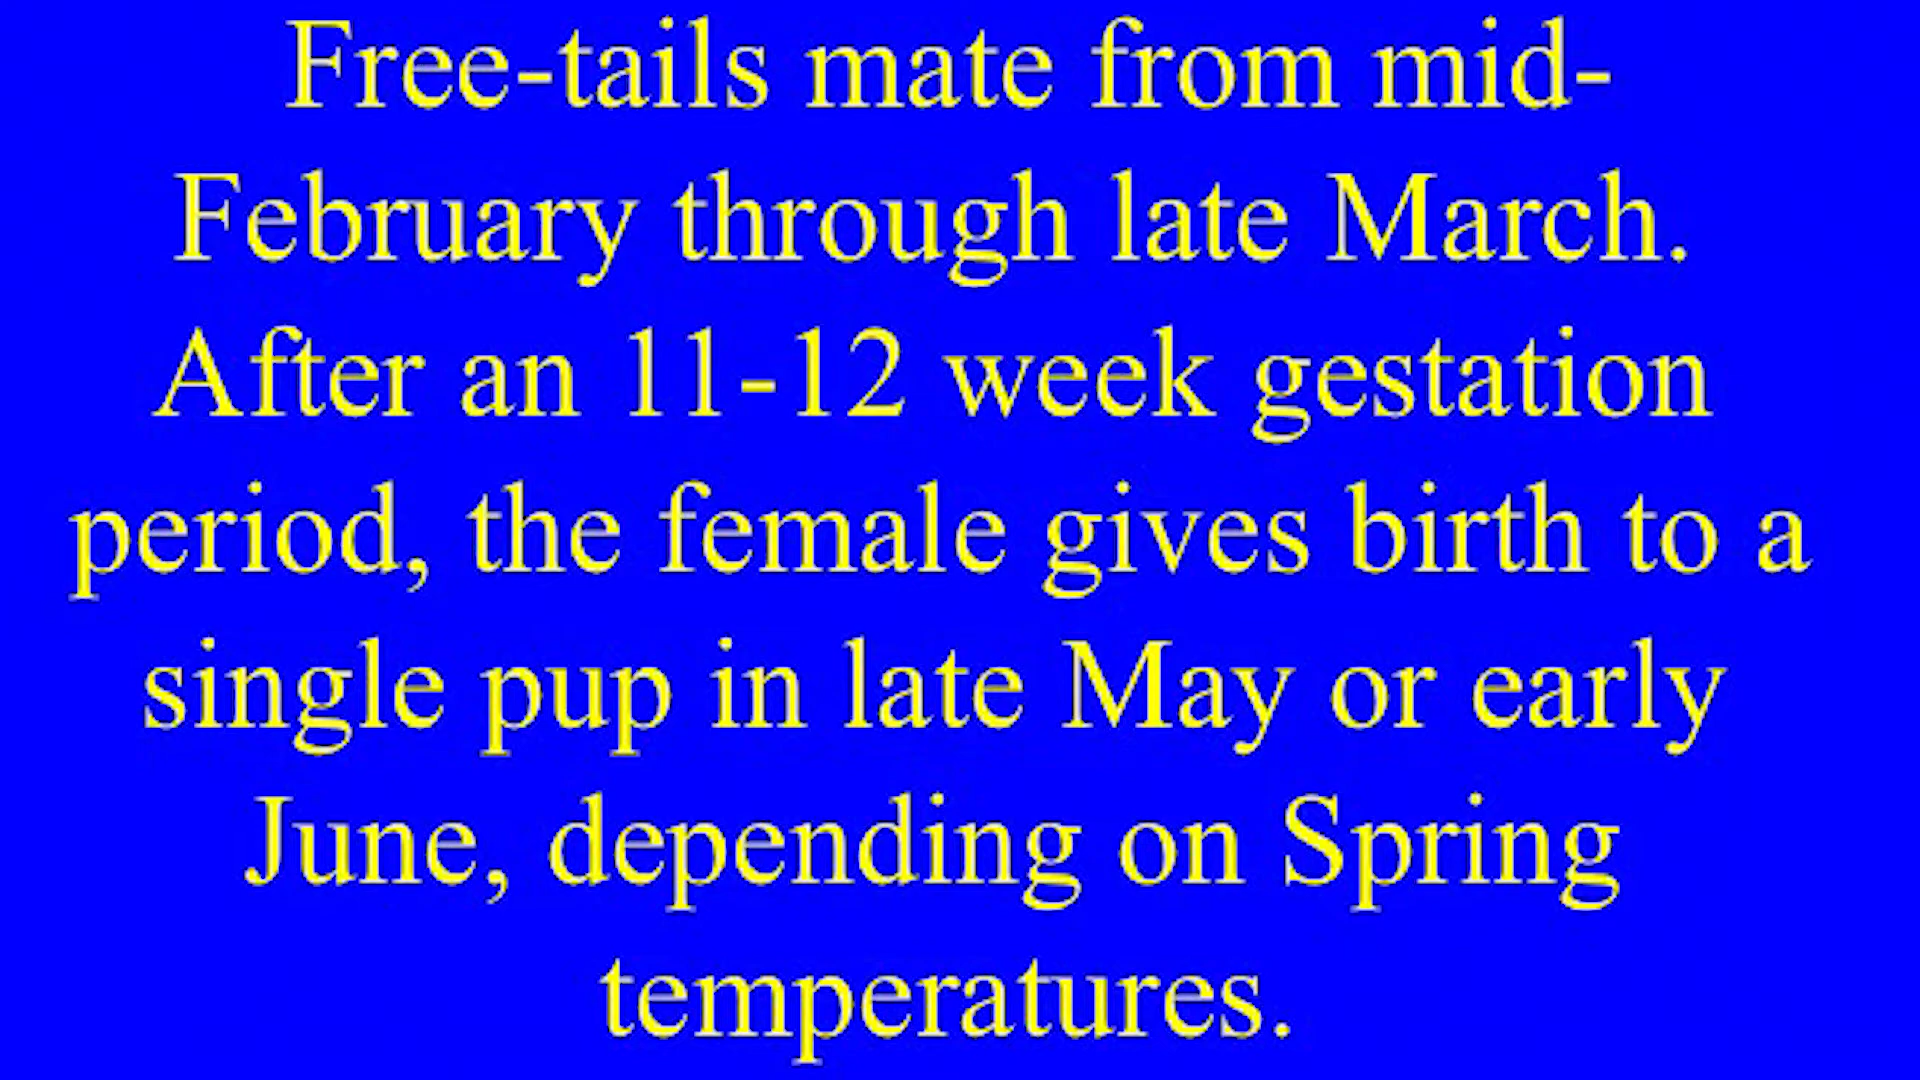 Free-tails mate from mid-
February through late March.
After an 11-12 week gestation
period, the female gives birth to a
single pup in late May or early
June, depending on Spring
temperatures.